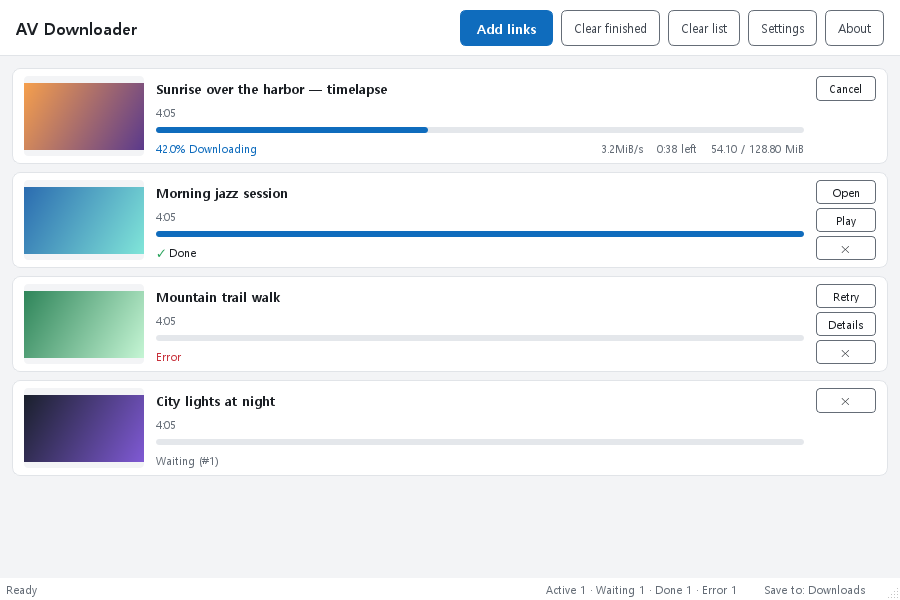 AV Downloader
Add links
Clear finished
Clear list
Settings
About
Sunrise over the harbor — timelapse
4:05
42.0% Downloading
3.2MiB/s 0:38 left 54.10 / 128.80 MiB
Cancel
Morning jazz session
4:05
✓ Done
Open
Play
×
Mountain trail walk
4:05
Error
Retry
Details
×
City lights at night
4:05
Waiting (#1)
×
Ready
Active 1 · Waiting 1 · Done 1 · Error 1
Save to: Downloads